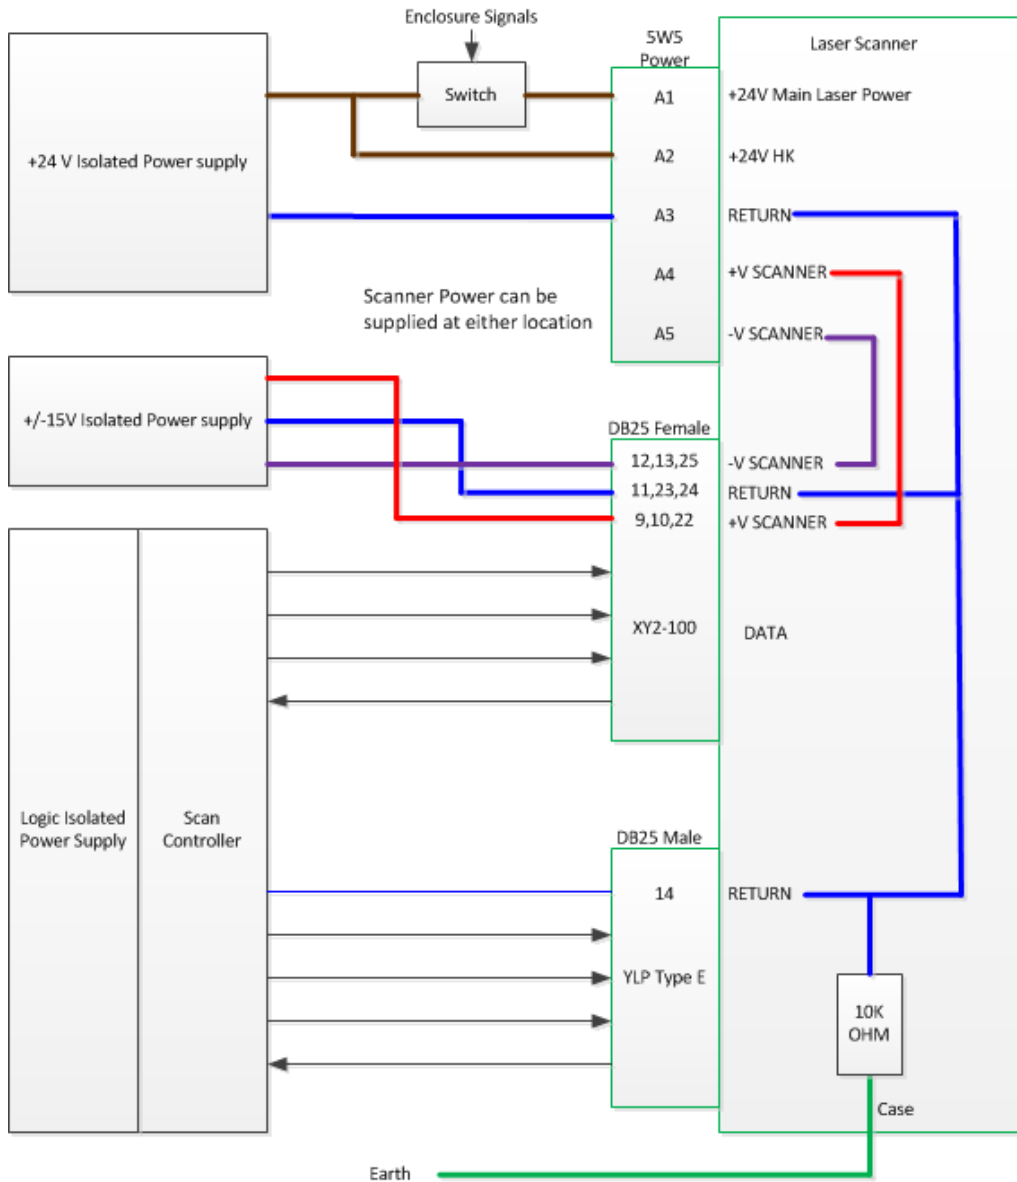 Enclosure Signals
5W5
Power
Laser Scanner
Switch
A1
+24V Main Laser Power
+24 V Isolated Power supply
A2
+24V HK
A3
RETURN
A4
+V SCANNER
Scanner Power can be
supplied at either location
A5
-V SCANNER
+/-15V Isolated Power supply
DB25 Female
12,13,25
-V SCANNER
11,23,24
RETURN
9,10,22
+V SCANNER
XY2-100
DATA
Logic Isolated
Power Supply
Scan
Controller
DB25 Male
14
RETURN
YLP Type E
10K
OHM
Case
Earth